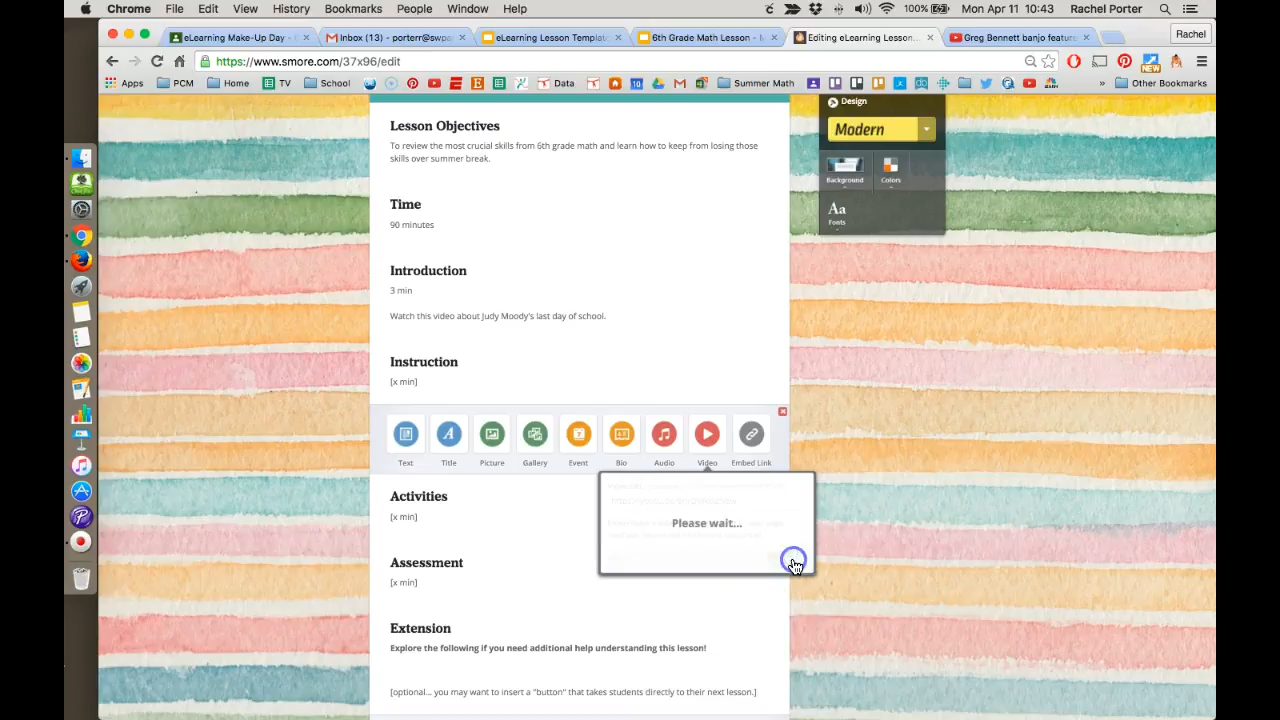 Chrome File Edit View History Bookmarks People Window Help
100% Mon Apr 11 10:43 Rachel Porter
eLearning Make-Up Day -
Inbox (13) - porterr@swpa
eLearning Lesson Templat
6th Grade Math Lesson -
Editing eLearning Lesson
Greg Bennett banjo feature
Rachel
https://www.smore.com/37x96/edit
NEW
Apps PCM Home TV School Data 10 Summer Math » Other Bookmarks
Design
Modern
Background
Colors
Aa
Fonts
Lesson Objectives
To review the most crucial skills from 6th grade math and learn how to keep from losing those
skills over summer break.
Time
90 minutes
Introduction
3 min
Watch this video about Judy Moody's last day of school.
Instruction
[x min]
Text Title Picture Gallery Event Bio Audio Video Embed Link
Please wait...
Activities
[x min]
Assessment
[x min]
Extension
Explore the following if you need additional help understanding this lesson!
[optional... you may want to insert a "button" that takes students directly to their next lesson.]